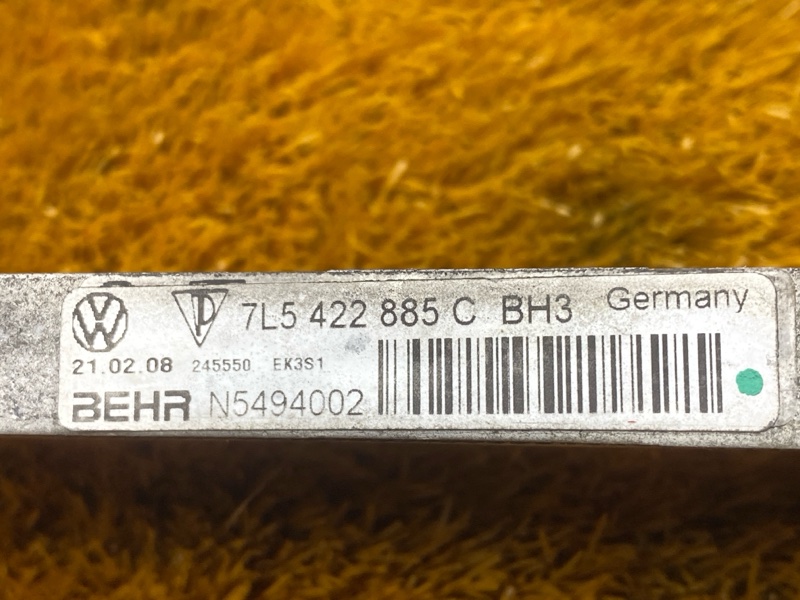 7L5 422 885 C BH3 Germany
21.02.08 245550 EK3S1
BEHR N5494002